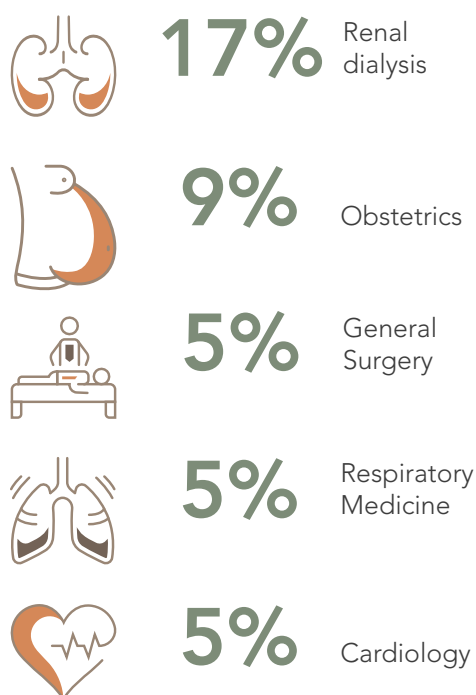 17%
Renal
dialysis
9%
Obstetrics
5%
General
Surgery
5%
Respiratory
Medicine
5%
Cardiology